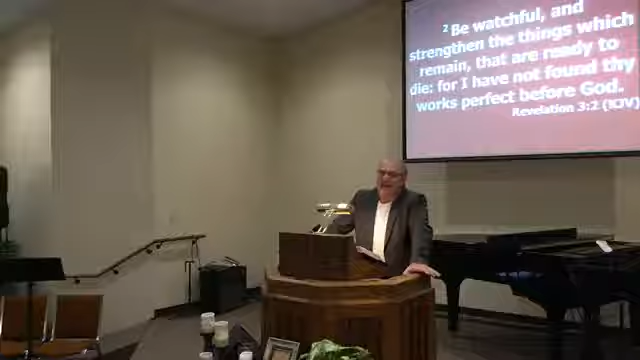 2 Be watchful, and
strengthen the things which
remain, that are ready to
die: for I have not found thy
works perfect before God.
Revelation 3:2 (KJV)